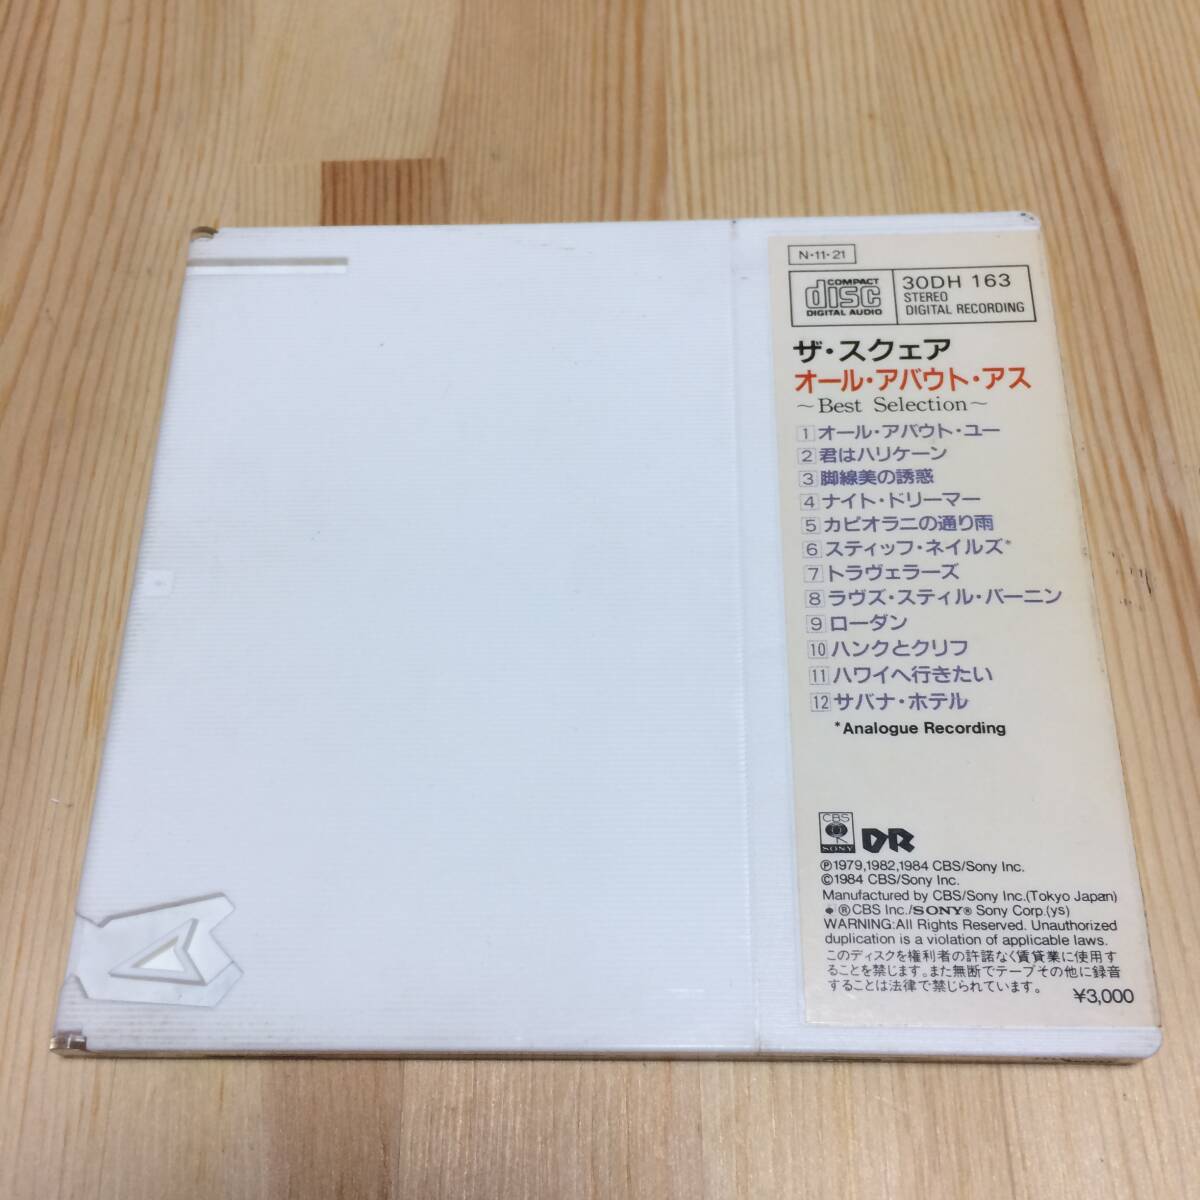 N・11・21
COMPACT
disc
DIGITAL AUDIO
30DH 163
STEREO
DIGITAL RECORDING
ザ・スクェア
オール・アバウト・アス
～Best Selection～
1 オール・アバウト・ユー
2 君はハリケーン
3 脚線美の誘惑
4 ナイト・ドリーマー
5 カピオラニの通り雨
6 スティッフ・ネイルズ*
7 トラヴェラーズ
8 ラヴズ・スティル・バーニン
9 ローダン
10 ハンクとクリフ
11 ハワイへ行きたい
12 サバナ・ホテル
*Analogue Recording
CBS
SONY
DR
Ⓟ1979,1982,1984 CBS/Sony Inc.
©1984 CBS/Sony Inc.
Manufactured by CBS/Sony Inc.(Tokyo Japan)
®CBS Inc./SONY® Sony Corp.(ys)
WARNING:All Rights Reserved. Unauthorized
duplication is a violation of applicable laws.
このディスクを権利者の許諾なく賃貸業に使用す
ることを禁じます。また無断でテープその他に録音
することは法律で禁じられています。
¥3,000